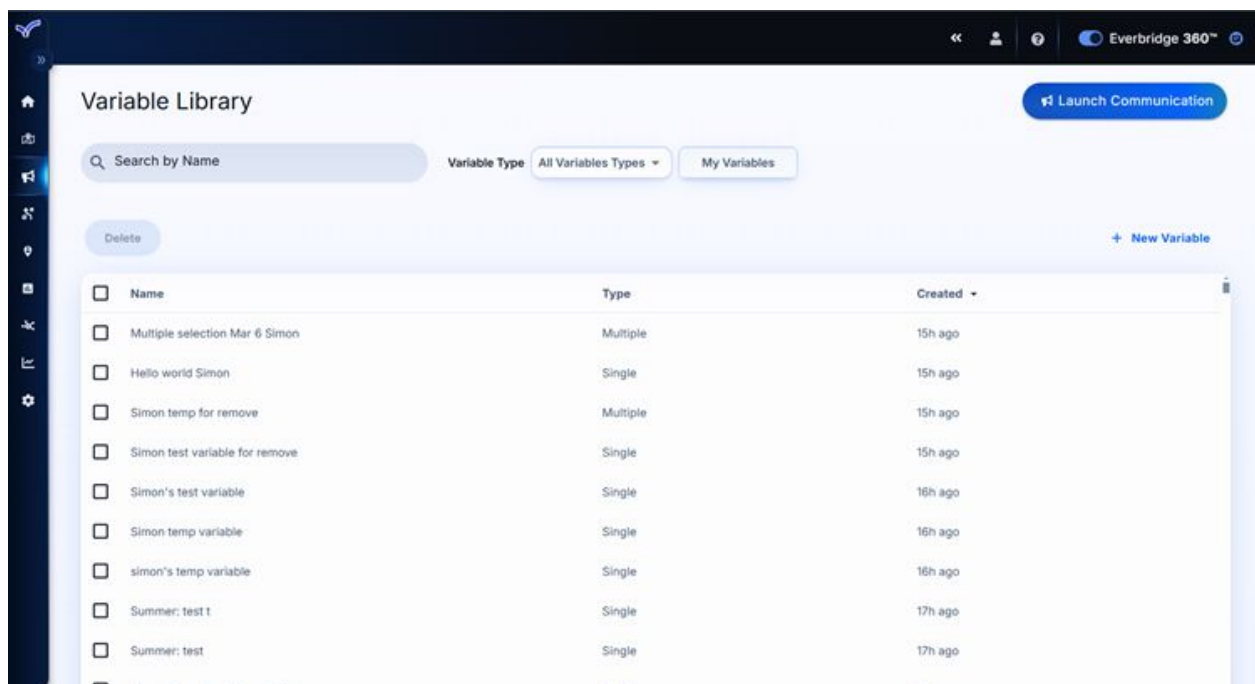 Everbridge 360™
Variable Library
Launch Communication
Search by Name
Variable Type All Variables Types My Variables
Delete
+ New Variable
Name Type Created
Multiple selection Mar 6 Simon Multiple 15h ago
Hello world Simon Single 15h ago
Simon temp for remove Multiple 15h ago
Simon test variable for remove Single 15h ago
Simon's test variable Single 16h ago
Simon temp variable Single 16h ago
simon's temp variable Single 16h ago
Summer: test t Single 17h ago
Summer: test Single 17h ago